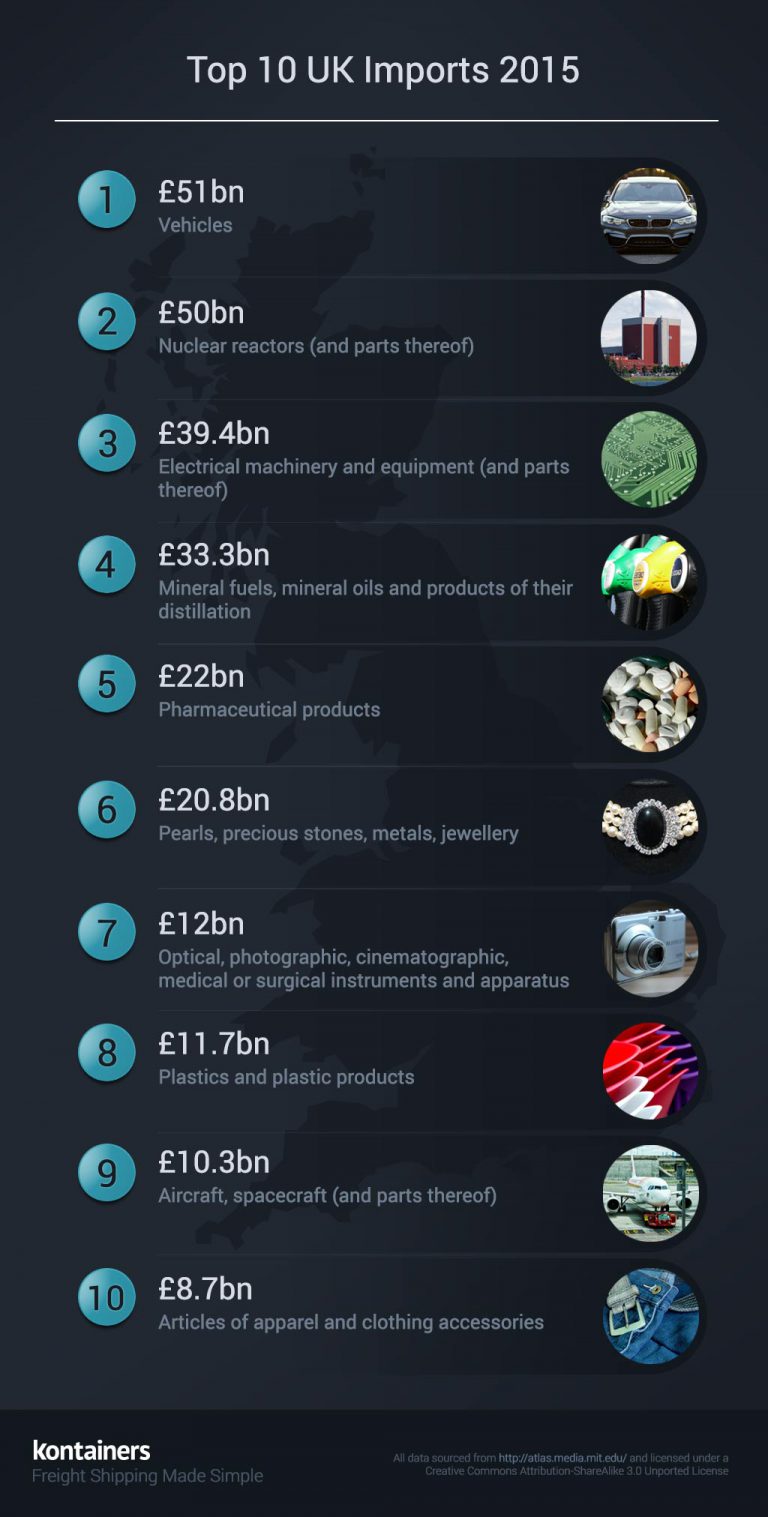 Top 10 UK Imports 2015
1
£51bn
Vehicles
2
£50bn
Nuclear reactors (and parts thereof)
3
£39.4bn
Electrical machinery and equipment (and parts
thereof)
4
£33.3bn
Mineral fuels, mineral oils and products of their
distillation
5
£22bn
Pharmaceutical products
6
£20.8bn
Pearls, precious stones, metals, jewellery
7
£12bn
Optical, photographic, cinematographic,
medical or surgical instruments and apparatus
8
£11.7bn
Plastics and plastic products
9
£10.3bn
Aircraft, spacecraft (and parts thereof)
10
£8.7bn
Articles of apparel and clothing accessories
kontainers
Freight Shipping Made Simple
All data sourced from http://atlas.media.mit.edu/ and licensed under a
Creative Commons Attribution-ShareAlike 3.0 Unported License